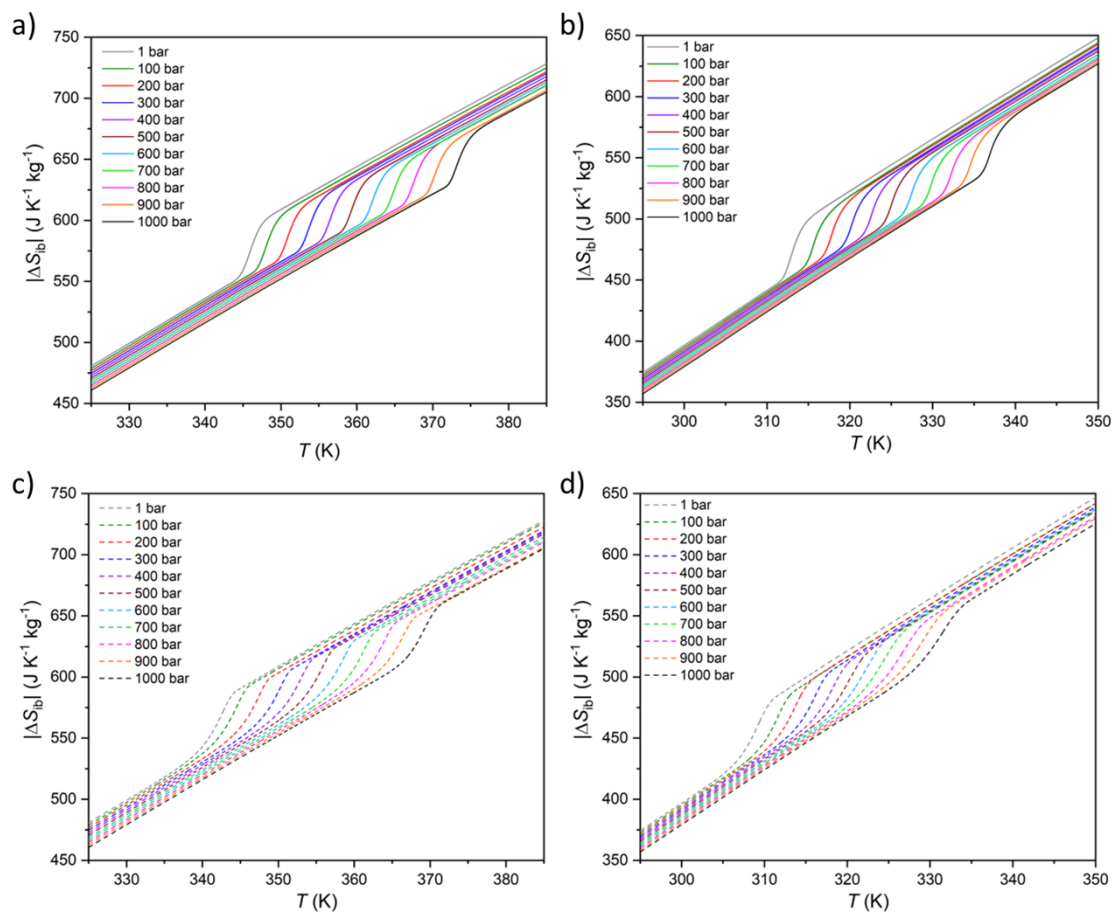 a)
750
700
650
600
550
500
450
|ΔS_ib| (J K⁻¹ kg⁻¹)
1 bar
100 bar
200 bar
300 bar
400 bar
500 bar
600 bar
700 bar
800 bar
900 bar
1000 bar
330 340 350 360 370 380
T (K)
b)
650
600
550
500
450
400
350
|ΔS_ib| (J K⁻¹ kg⁻¹)
1 bar
100 bar
200 bar
300 bar
400 bar
500 bar
600 bar
700 bar
800 bar
900 bar
1000 bar
300 310 320 330 340 350
T (K)
c)
750
700
650
600
550
500
450
|ΔS_ib| (J K⁻¹ kg⁻¹)
1 bar
100 bar
200 bar
300 bar
400 bar
500 bar
600 bar
700 bar
800 bar
900 bar
1000 bar
330 340 350 360 370 380
T (K)
d)
650
600
550
500
450
400
350
|ΔS_ib| (J K⁻¹ kg⁻¹)
1 bar
100 bar
200 bar
300 bar
400 bar
500 bar
600 bar
700 bar
800 bar
900 bar
1000 bar
300 310 320 330 340 350
T (K)